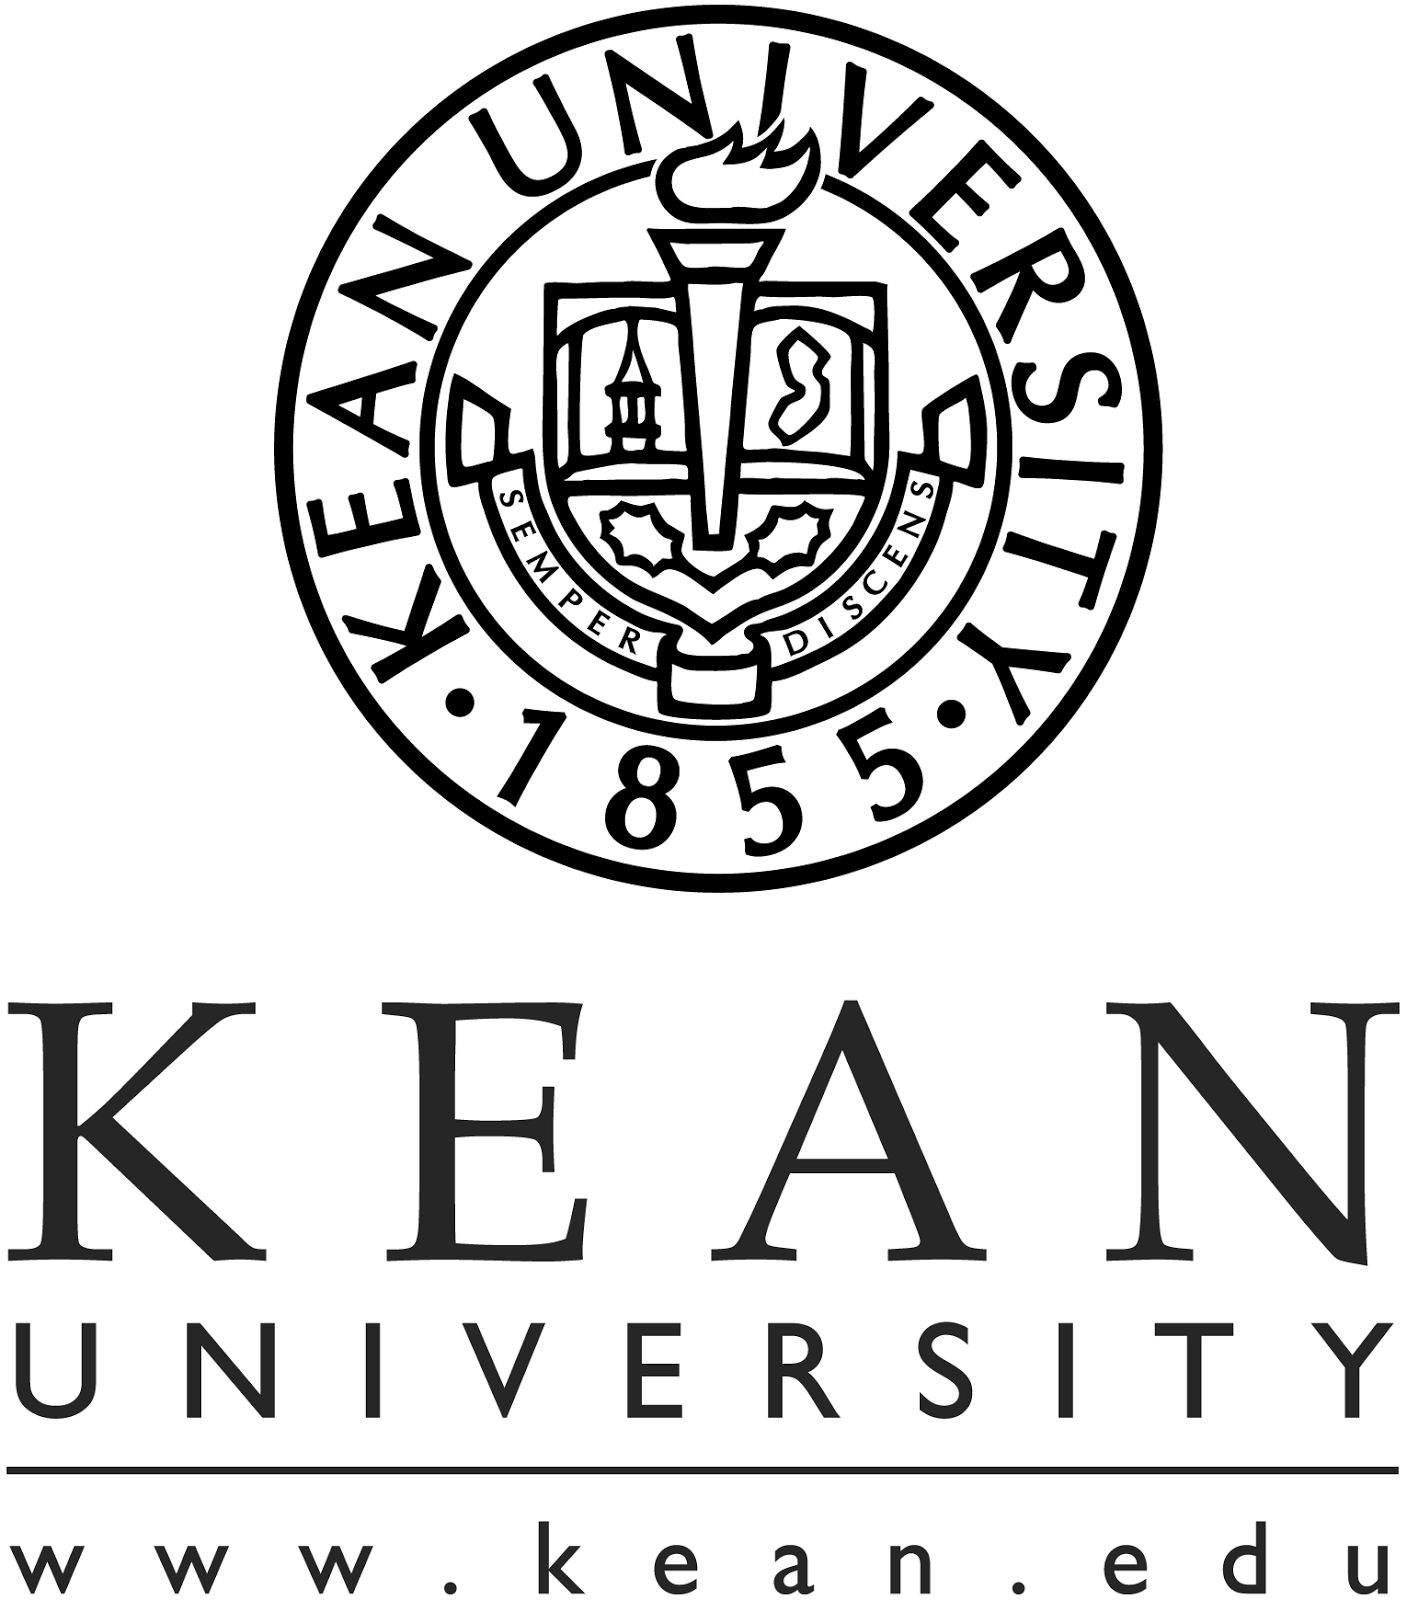 KEAN UNIVERSITY
SEMPER DISCENS
• 1855 •
KEAN
UNIVERSITY
www.kean.edu